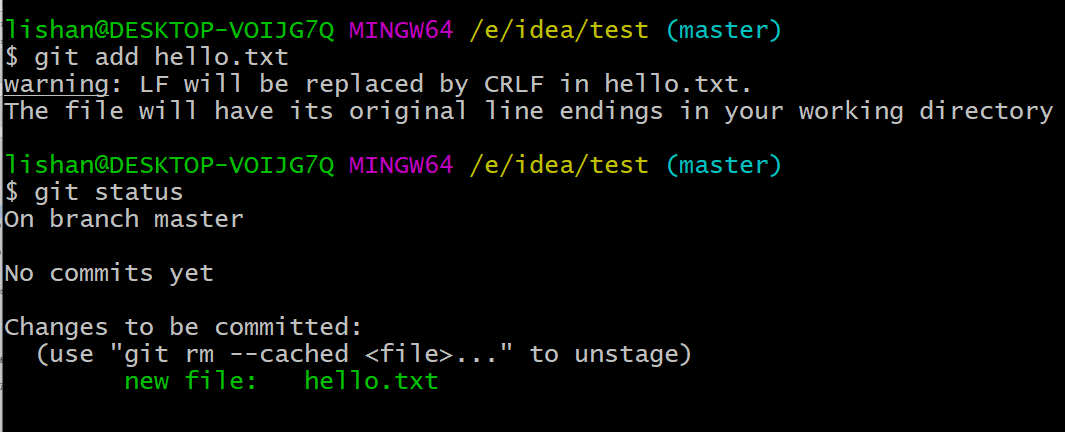 lishan@DESKTOP-VOIJG7Q MINGW64 /e/idea/test (master)
$ git add hello.txt
warning: LF will be replaced by CRLF in hello.txt.
The file will have its original line endings in your working directory
lishan@DESKTOP-VOIJG7Q MINGW64 /e/idea/test (master)
$ git status
On branch master
No commits yet
Changes to be committed:
  (use "git rm --cached <file>..." to unstage)
        new file:   hello.txt